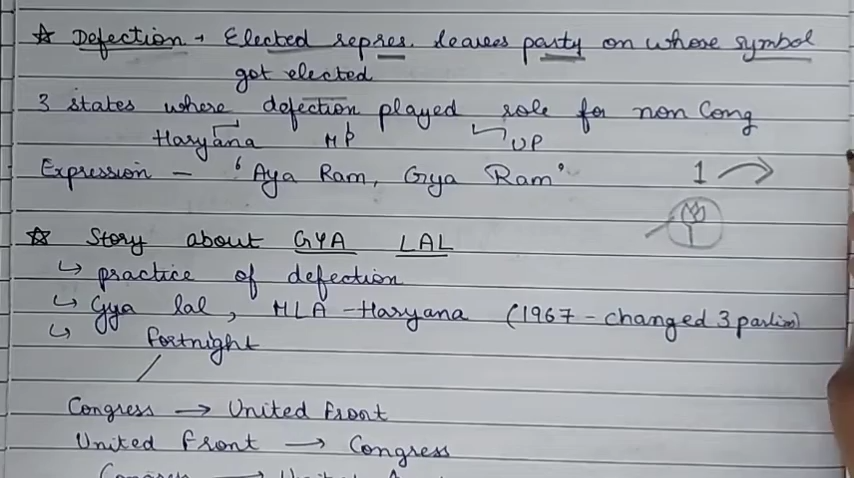 ☆ Defection → Elected repres. leaves party on whose symbol
got elected
3 states where defection played role for non Cong
Haryana MP UP
Expression - 'Aya Ram, Gya Ram'
1
☆ Story about GYA LAL
↳ practice of defection
↳ Gya lal, MLA - Haryana (1967 - changed 3 parties)
↳ fortnight
Congress → United Front
United Front → Congress
Congress → United